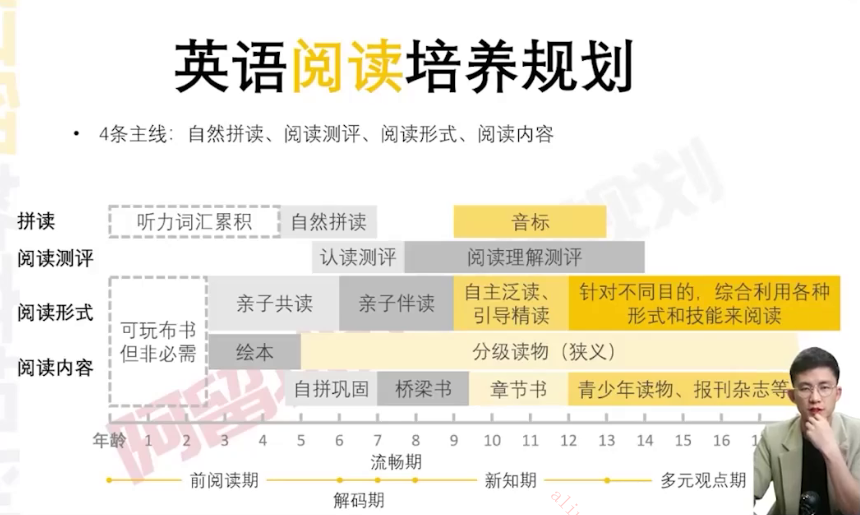 英语阅读培养规划
• 4条主线：自然拼读、阅读测评、阅读形式、阅读内容
拼读
听力词汇累积
自然拼读
音标
阅读测评
认读测评
阅读理解测评
阅读形式
可玩布书
但非必需
亲子共读
亲子伴读
自主泛读、
引导精读
针对不同目的，综合利用各种
形式和技能来阅读
阅读内容
绘本
分级读物（狭义）
自拼巩固
桥梁书
章节书
青少年读物、报刊杂志等
年龄 1 2 3 4 5 6 7 8 9 10 11 12 13 14 15 16
流畅期
前阅读期
新知期
多元观点期
解码期